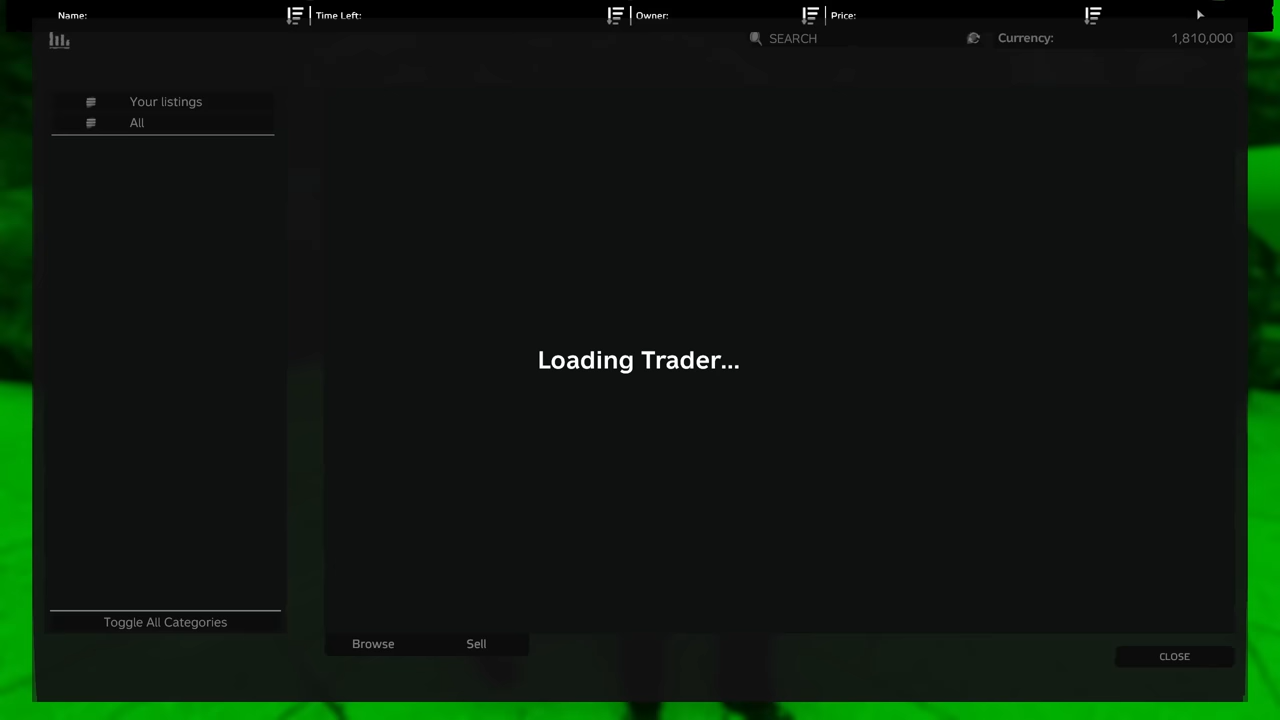 Name: Time Left: Owner: Price:
SEARCH Currency: 1,810,000
Your listings
All
Loading Trader...
Toggle All Categories
Browse Sell
CLOSE